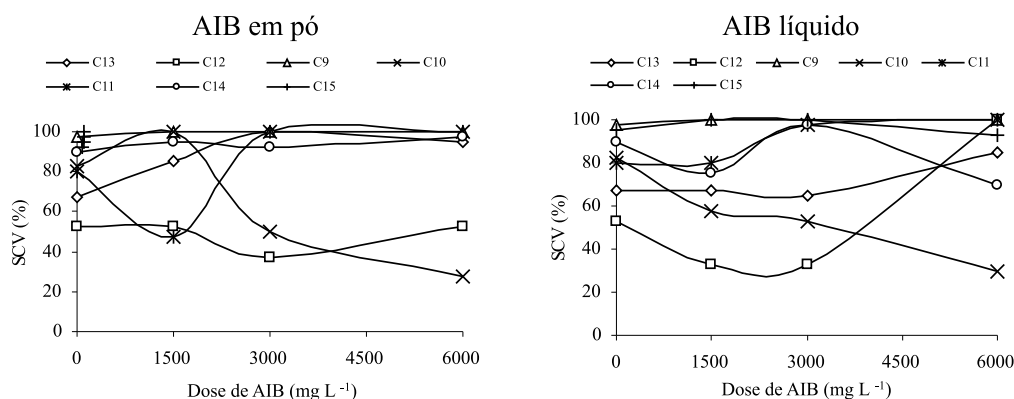 AIB em pó
C13 C12 C9 C10
C11 C14 C15
SCV (%)
100
80
60
40
20
0
0 1500 3000 4500 6000
Dose de AIB (mg L -1)
AIB líquido
C13 C12 C9 C10 C11
C14 C15
SCV (%)
100
80
60
40
20
0
0 1500 3000 4500 6000
Dose de AIB (mg L -1)